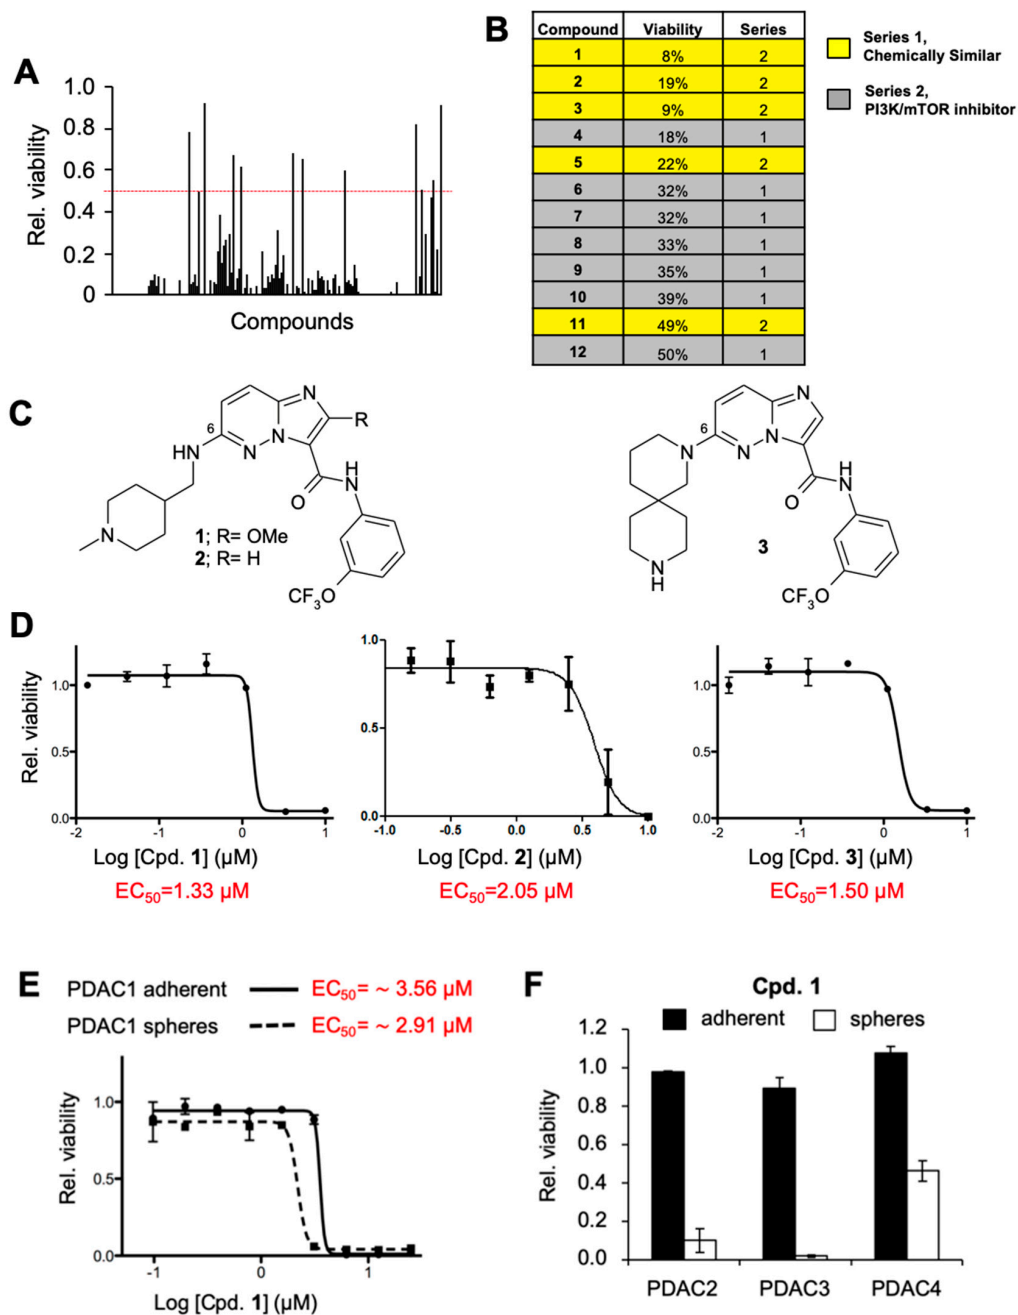 A
Rel. viability
1.0
0.8
0.6
0.4
0.2
0
Compounds
B
Compound Viability Series
1 8% 2
2 19% 2
3 9% 2
4 18% 1
5 22% 2
6 32% 1
7 32% 1
8 33% 1
9 35% 1
10 39% 1
11 49% 2
12 50% 1
Series 1,
Chemically Similar
Series 2,
PI3K/mTOR inhibitor
C
N
R
6
HN
N
N
O
H
N
N
1; R= OMe
2; R= H
CF3O
N
6
N
N
N
O
H
N
N
H
3
CF3O
D
Rel. viability
1.0
0.5
0.0
-2 -1 0 1
Log [Cpd. 1] (µM)
EC50=1.33 µM
1.0
0.5
0.0
-1.0 -0.5 0.0 0.5 1.0
Log [Cpd. 2] (µM)
EC50=2.05 µM
1.0
0.5
0.0
-2 -1 0 1
Log [Cpd. 3] (µM)
EC50=1.50 µM
E
PDAC1 adherent EC50= ~ 3.56 µM
PDAC1 spheres EC50= ~ 2.91 µM
Rel. viability
1.0
0.5
0.0
-1 0 1
Log [Cpd. 1] (µM)
F
Cpd. 1
adherent spheres
Rel. viability
1.2
1.0
0.8
0.6
0.4
0.2
0.0
PDAC2 PDAC3 PDAC4